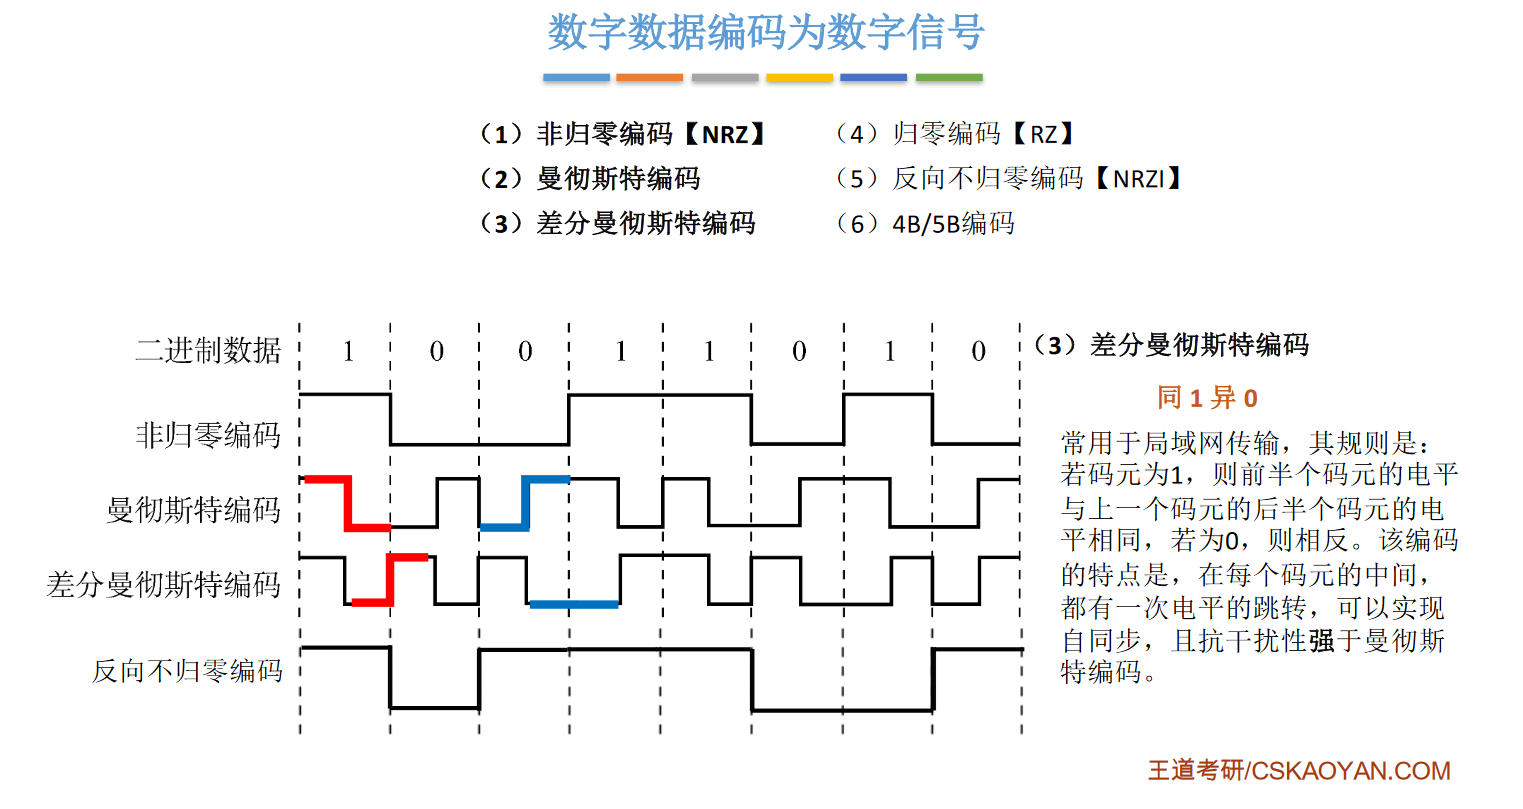 数字数据编码为数字信号
（1）非归零编码【NRZ】
（2）曼彻斯特编码
（3）差分曼彻斯特编码
（4）归零编码【RZ】
（5）反向不归零编码【NRZI】
（6）4B/5B编码
二进制数据 1 0 0 1 1 0 1 0
非归零编码
曼彻斯特编码
差分曼彻斯特编码
反向不归零编码
（3）差分曼彻斯特编码
同1异0
常用于局域网传输，其规则是：
若码元为1，则前半个码元的电平
与上一个码元的后半个码元的电
平相同，若为0，则相反。该编码
的特点是，在每个码元的中间，
都有一次电平的跳转，可以实现
自同步，且抗干扰性强于曼彻斯
特编码。
王道考研/CSKAOYAN.COM